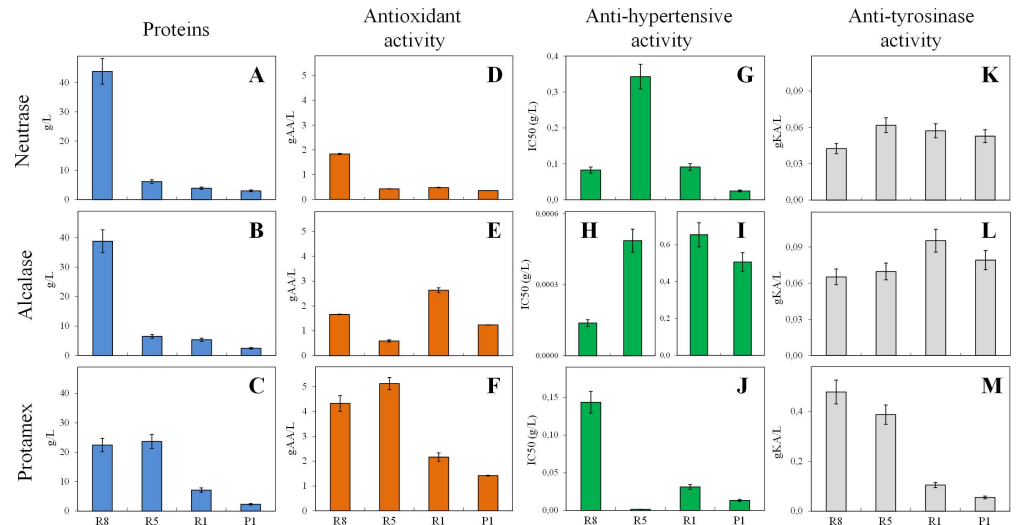 Proteins
Antioxidant
activity
Anti-hypertensive
activity
Anti-tyrosinase
activity
Neutrase
A
g/L
40
30
20
10
0
D
gAA/L
5
4
3
2
1
0
G
IC50 (g/L)
0,4
0,3
0,2
0,1
0,0
K
gKA/L
0,09
0,06
0,03
0,00
Alcalase
B
g/L
40
30
20
10
0
E
gAA/L
5
4
3
2
1
0
H
IC50 (g/L)
0,0006
0,0003
0,0000
I
0,6
0,4
0,0
L
gKA/L
0,09
0,06
0,03
0,00
Protamex
C
g/L
40
30
20
10
0
R8 R5 R1 P1
F
gAA/L
5
4
3
2
1
0
R8 R5 R1 P1
J
IC50 (g/L)
0,15
0,10
0,05
0,00
R8 R5 R1 P1
M
gKA/L
0,4
0,2
0,0
R8 R5 R1 P1